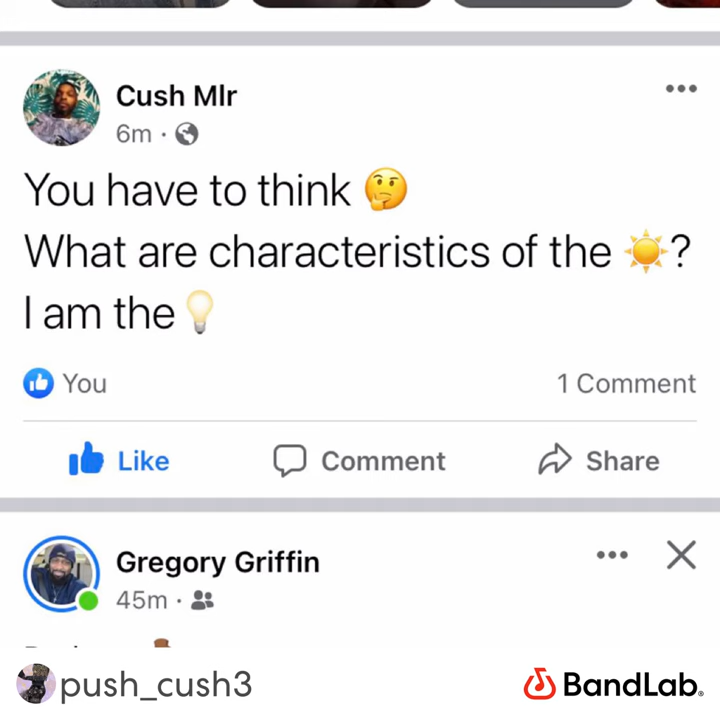 Cush Mlr
6m ·
You have to think 🤔
What are characteristics of the ☀️?
I am the 💡
You
1 Comment
Like
Comment
Share
Gregory Griffin
45m ·
push_cush3
BandLab®